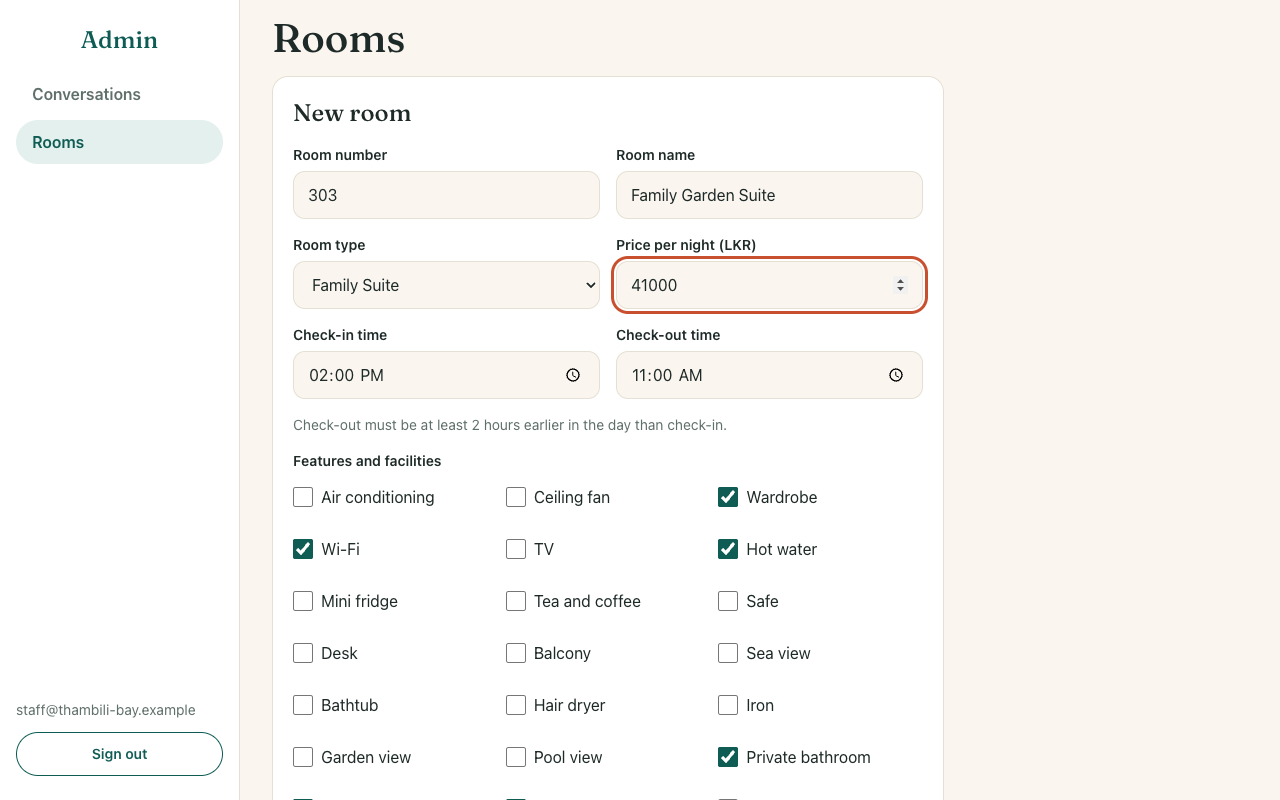 Admin
Conversations
Rooms
staff@thambili-bay.example
Sign out
Rooms
New room
Room number
Room name
303
Family Garden Suite
Room type
Price per night (LKR)
Family Suite
41000
Check-in time
Check-out time
02:00 PM
11:00 AM
Check-out must be at least 2 hours earlier in the day than check-in.
Features and facilities
Air conditioning
Ceiling fan
Wardrobe
Wi-Fi
TV
Hot water
Mini fridge
Tea and coffee
Safe
Desk
Balcony
Sea view
Bathtub
Hair dryer
Iron
Garden view
Pool view
Private bathroom